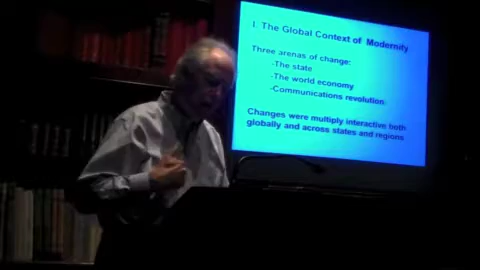 I. The Global Context of Modernity
Three arenas of change:
-The state
-The world economy
-Communications revolution.
Changes were multiply interactive both
globally and across states and regions